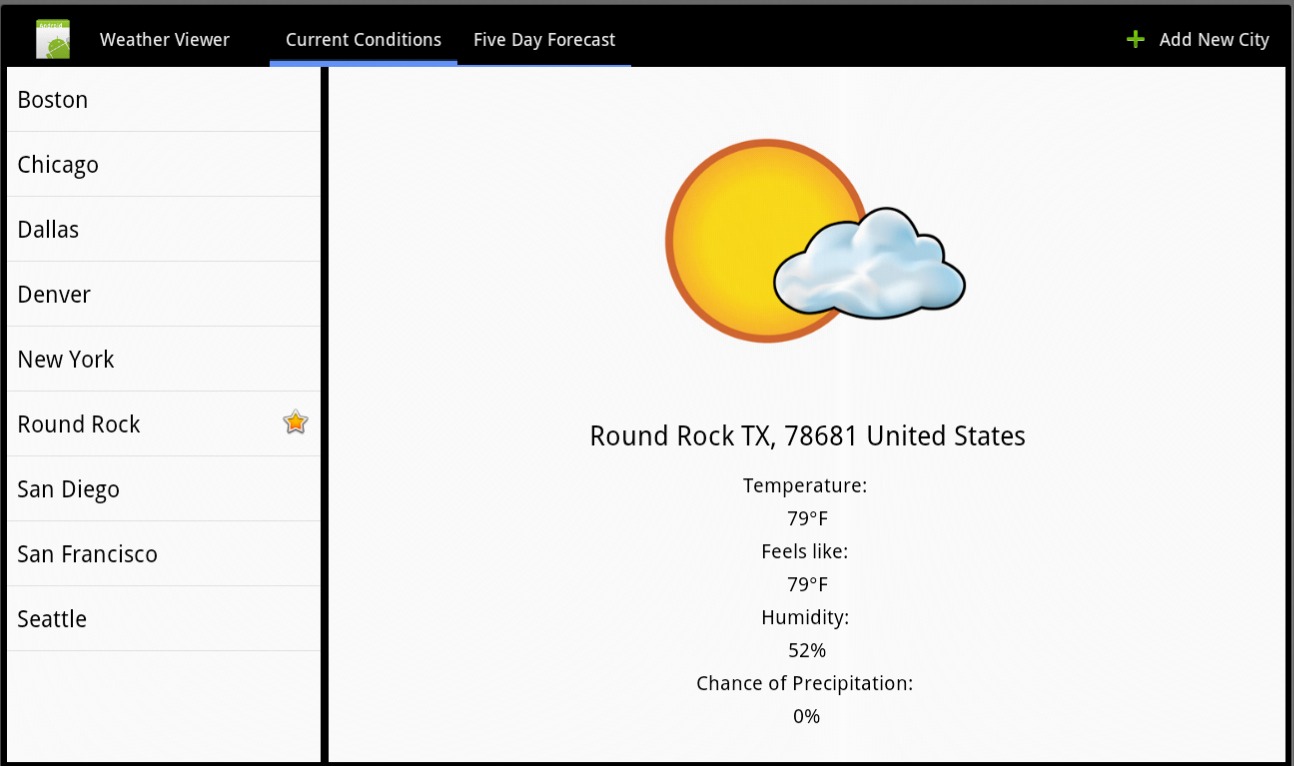 Android
Weather Viewer
Current Conditions
Five Day Forecast
Add New City
Boston
Chicago
Dallas
Denver
New York
Round Rock
San Diego
San Francisco
Seattle
Round Rock TX, 78681 United States
Temperature:
79°F
Feels like:
79°F
Humidity:
52%
Chance of Precipitation:
0%